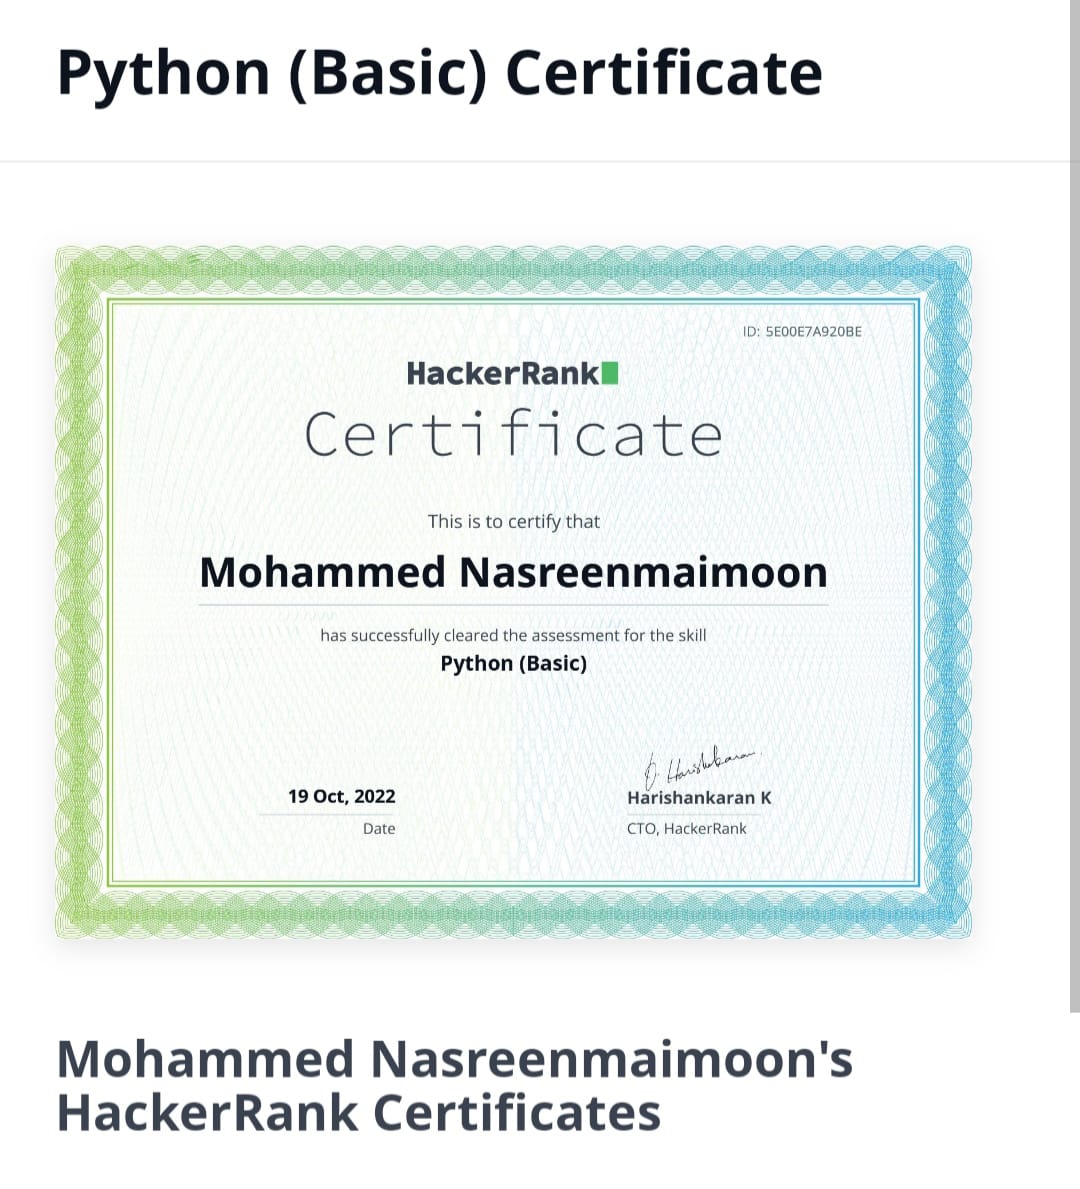 Python (Basic) Certificate
ID: 5E00E7A920BE
HackerRank
Certificate
This is to certify that
Mohammed Nasreenmaimoon
has successfully cleared the assessment for the skill
Python (Basic)
19 Oct, 2022
Date
Harishankaran K
CTO, HackerRank
Mohammed Nasreenmaimoon's
HackerRank Certificates